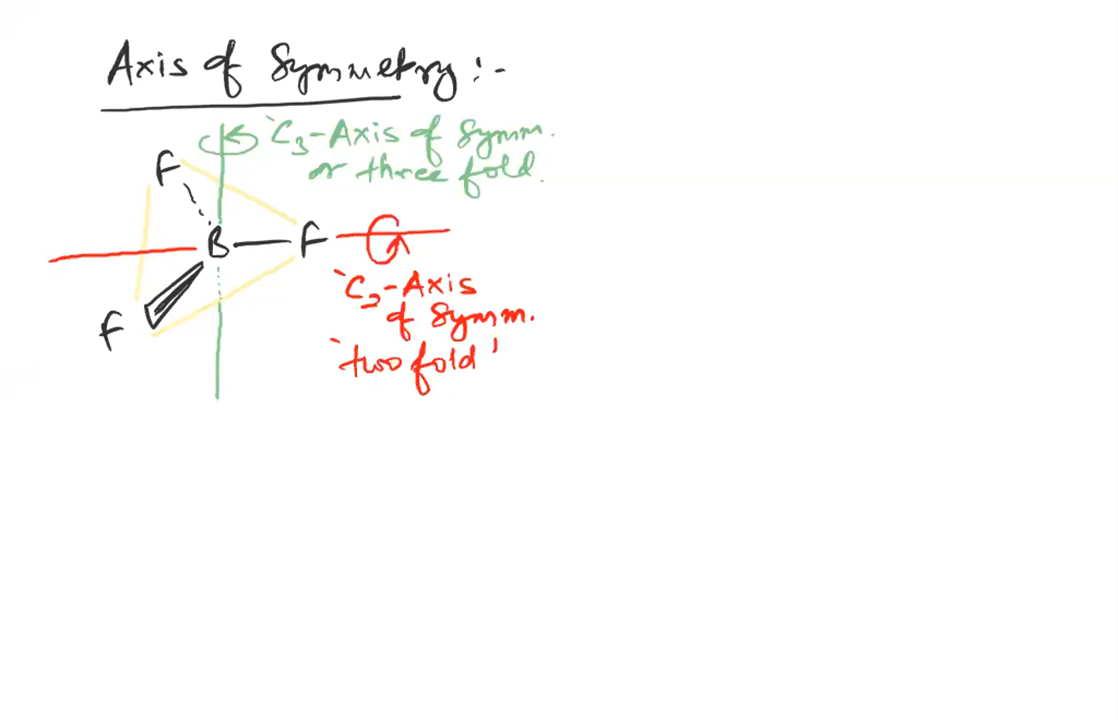 Axis of Symmetry :-
`C₃-Axis of Symm.
or three fold.
F
B
F
F
`C₂-Axis
of Symm.
`two fold'